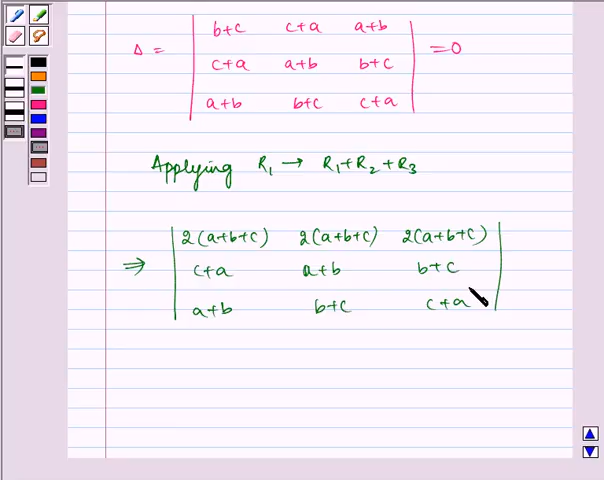 b+c c+a a+b
Δ = c+a a+b b+c =0
a+b b+c c+a
Applying R₁ → R₁+R₂+R₃
2(a+b+c) 2(a+b+c) 2(a+b+c)
⇒ c+a a+b b+c
a+b b+c c+a